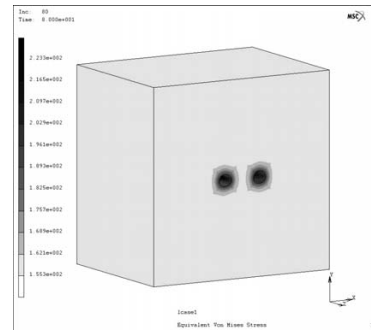 Inc: 80
Time: 8.000e+001
MSC
2.233e+002
2.165e+002
2.097e+002
2.029e+002
1.961e+002
1.893e+002
1.825e+002
1.757e+002
1.689e+002
1.621e+002
1.553e+002
Y
X
Z
lcase1
Equivalent Von Mises Stress